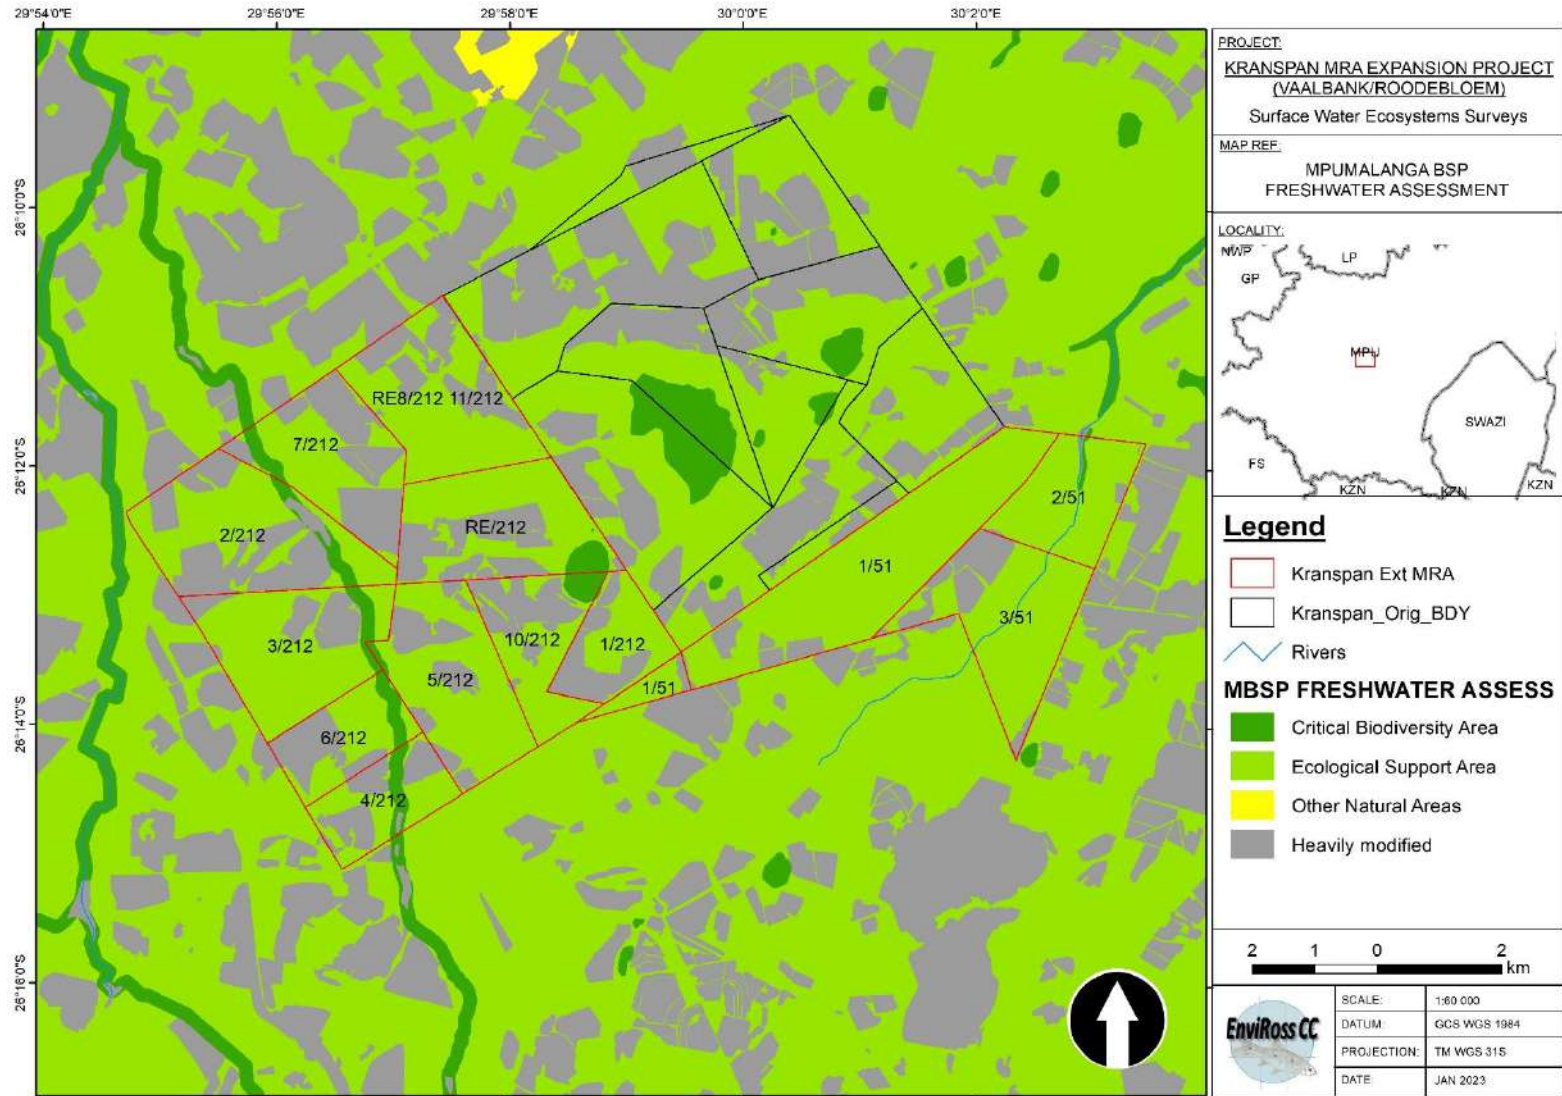 29°54'0"E
29°56'0"E
29°58'0"E
30°0'0"E
30°2'0"E
26°10'0"S
26°12'0"S
26°14'0"S
26°16'0"S
RE8/212 11/212
7/212
2/212
RE/212
3/212
10/212
1/212
5/212
1/51
6/212
4/212
1/51
2/51
3/51
PROJECT:
KRANSPAN MRA EXPANSION PROJECT
(VAALBANK/ROODEBLOEM)
Surface Water Ecosystems Surveys
MAP REF:
MPUMALANGA BSP
FRESHWATER ASSESSMENT
LOCALITY:
NWP
LP
GP
MPU
SWAZI
FS
KZN
KZN
KZN
Legend
Kranspan Ext MRA
Kranspan_Orig_BDY
Rivers
MBSP FRESHWATER ASSESS
Critical Biodiversity Area
Ecological Support Area
Other Natural Areas
Heavily modified
2 1 0 2
km
EnviRoss CC
SCALE: 1:60 000
DATUM: GCS WGS 1984
PROJECTION: TM WGS 31S
DATE: JAN 2023